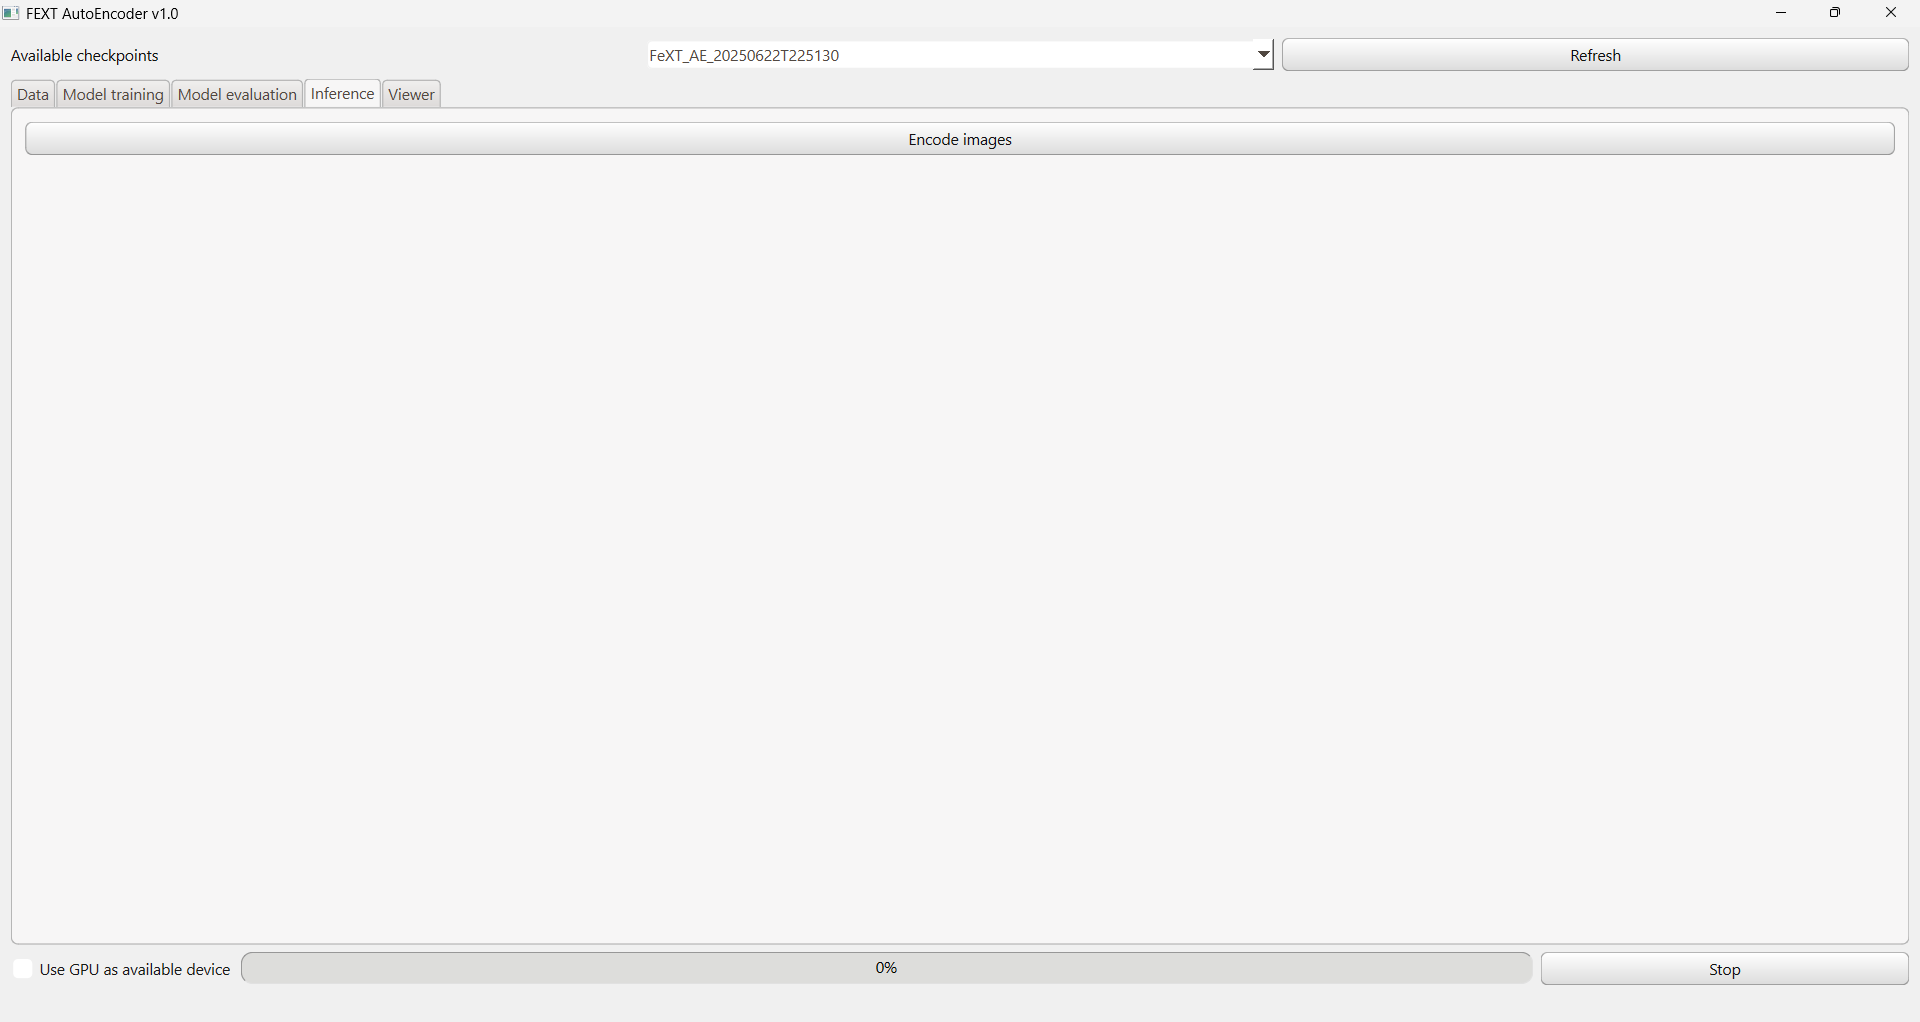 FEXT AutoEncoder v1.0
Available checkpoints FeXT_AE_20250622T225130 Refresh
Data Model training Model evaluation Inference Viewer
Encode images
Use GPU as available device 0% Stop